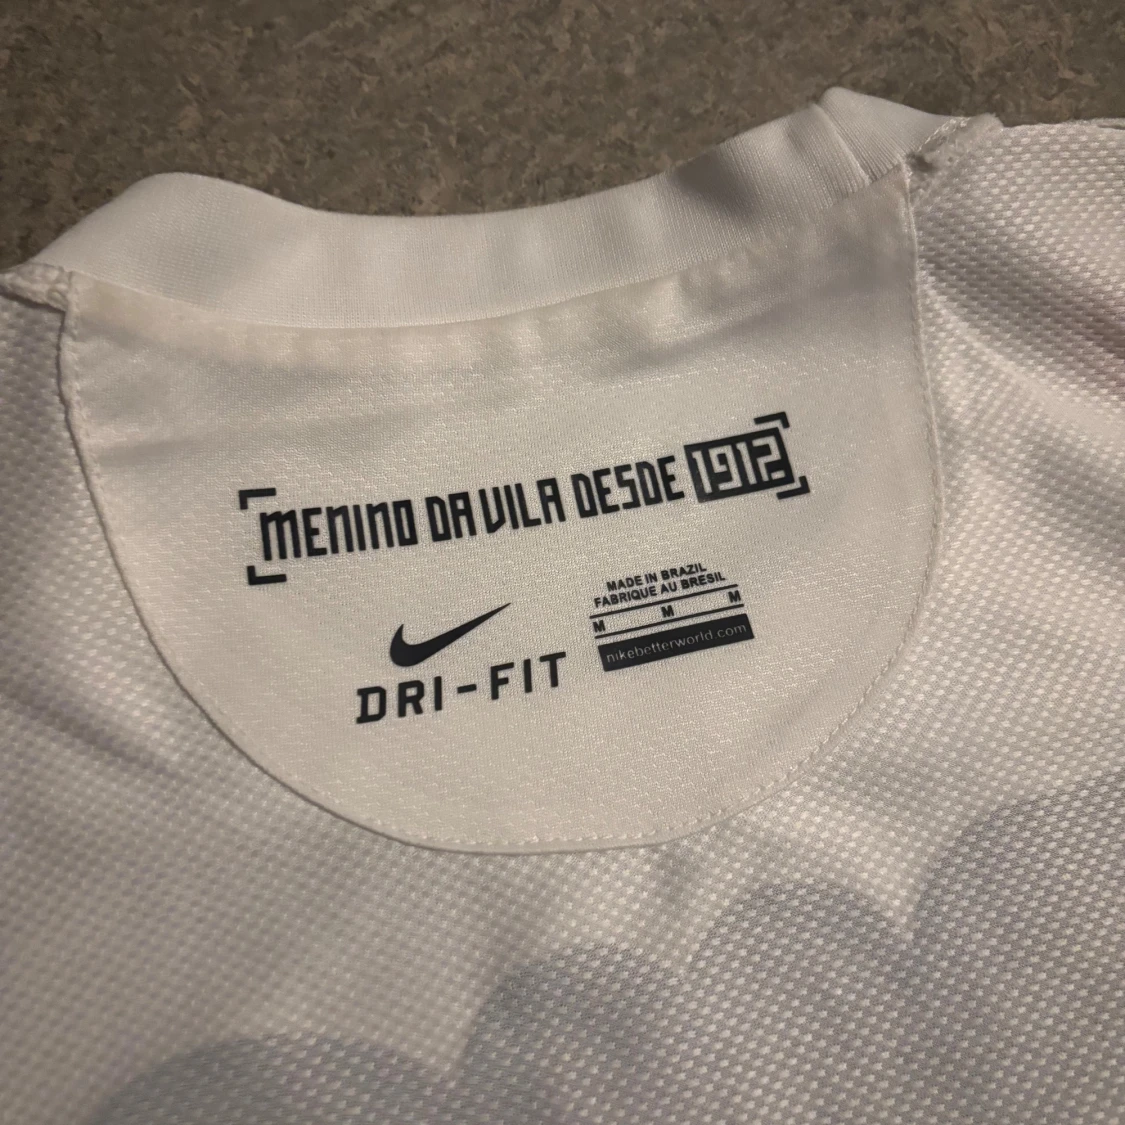 MENINO DA VILA DESDE 1912
DRI-FIT
MADE IN BRAZIL
FABRIQUE AU BRESIL
M M M
nikebetterworld.com